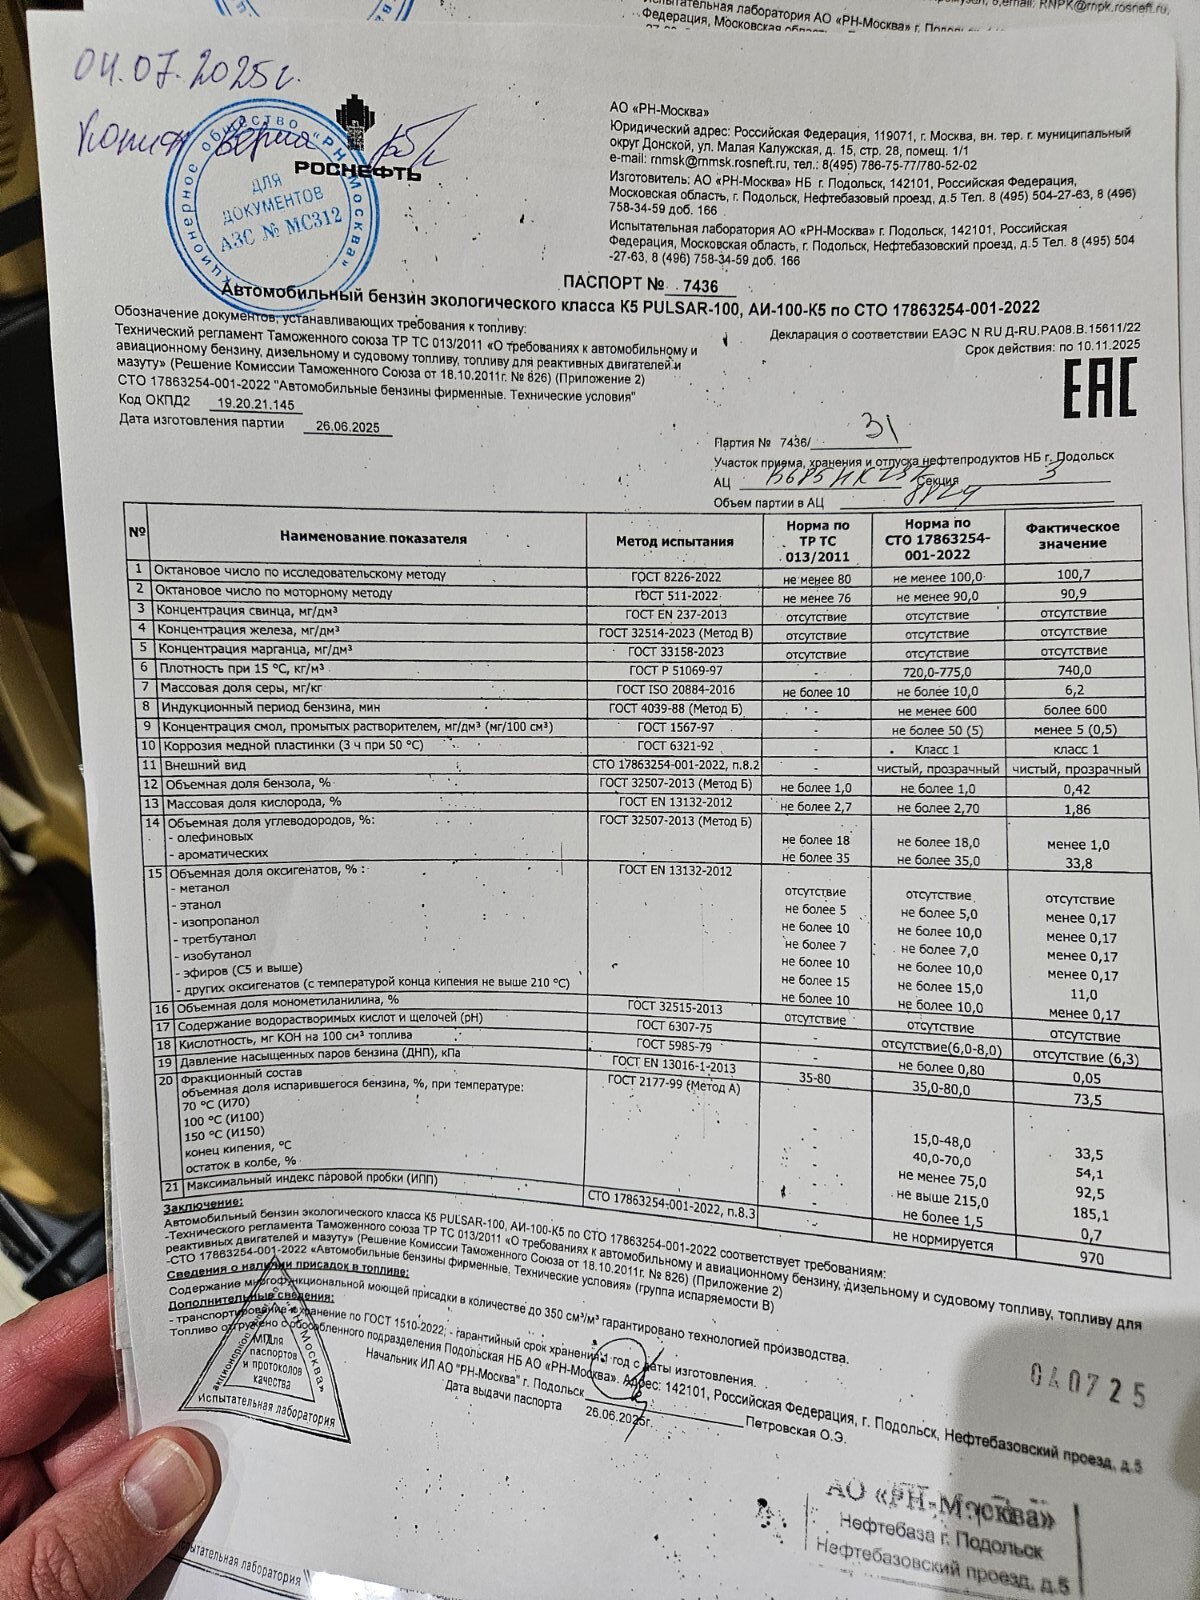 Испытательная лаборатория АО «РН-Москва» г. Подольск
Федерация, Московская область,
email: RNPK@rnpk.rosneft.ru,
04.07.2025г.
Копия верна
РОСНЕФТЬ
Акционерное общество «РН-Москва»
ДЛЯ
ДОКУМЕНТОВ
АЗС № МС312
АО «РН-Москва»
Юридический адрес: Российская Федерация, 119071, г. Москва, вн. тер. г. муниципальный
округ Донской, ул. Малая Калужская, д. 15, стр. 28, помещ. 1/1
e-mail: rnmsk@rnmsk.rosneft.ru, тел.: 8(495) 786-75-77/780-52-02
Изготовитель: АО «РН-Москва» НБ г. Подольск, 142101, Российская Федерация,
Московская область, г. Подольск, Нефтебазовый проезд, д.5 Тел. 8 (495) 504-27-63, 8 (496)
758-34-59 доб. 166
Испытательная лаборатория АО «РН-Москва» г. Подольск, 142101, Российская
Федерация, Московская область, г. Подольск, Нефтебазовский проезд, д.5 Тел. 8 (495) 504
-27-63, 8 (496) 758-34-59 доб. 166
ПАСПОРТ № 7436
Автомобильный бензин экологического класса К5 PULSAR-100, АИ-100-К5 по СТО 17863254-001-2022
Обозначение документов, устанавливающих требования к топливу:
Технический регламент Таможенного союза ТР ТС 013/2011 «О требованиях к автомобильному и
авиационному бензину, дизельному и судовому топливу, топливу для реактивных двигателей и
мазуту» (Решение Комиссии Таможенного Союза от 18.10.2011г. № 826) (Приложение 2)
СТО 17863254-001-2022 "Автомобильные бензины фирменные. Технические условия"
Код ОКПД2 19.20.21.145
Дата изготовления партии 26.06.2025
Декларация о соответствии ЕАЭС N RU Д-RU.РА08.В.15611/22
Срок действия: по 10.11.2025
EAC
Партия № 7436/ 31
Участок приема, хранения и отпуска нефтепродуктов НБ г. Подольск
АЦ Секция 3
Объем партии в АЦ
№ Наименование показателя Метод испытания Норма по ТР ТС 013/2011 Норма по СТО 17863254-001-2022 Фактическое значение
1 Октановое число по исследовательскому методу ГОСТ 8226-2022 не менее 80 не менее 100,0 100,7
2 Октановое число по моторному методу ГОСТ 511-2022 не менее 76 не менее 90,0 90,9
3 Концентрация свинца, мг/дм³ ГОСТ EN 237-2013 отсутствие отсутствие отсутствие
4 Концентрация железа, мг/дм³ ГОСТ 32514-2023 (Метод В) отсутствие отсутствие отсутствие
5 Концентрация марганца, мг/дм³ ГОСТ 33158-2023 отсутствие отсутствие отсутствие
6 Плотность при 15 °С, кг/м³ ГОСТ Р 51069-97 - 720,0-775,0 740,0
7 Массовая доля серы, мг/кг ГОСТ ISO 20884-2016 не более 10 не более 10,0 6,2
8 Индукционный период бензина, мин ГОСТ 4039-88 (Метод Б) - не менее 600 более 600
9 Концентрация смол, промытых растворителем, мг/дм³ (мг/100 см³) ГОСТ 1567-97 - не более 50 (5) менее 5 (0,5)
10 Коррозия медной пластинки (3 ч при 50 °С) ГОСТ 6321-92 - Класс 1 класс 1
11 Внешний вид СТО 17863254-001-2022, п.8.2 - чистый, прозрачный чистый, прозрачный
12 Объемная доля бензола, % ГОСТ 32507-2013 (Метод Б) не более 1,0 не более 1,0 0,42
13 Массовая доля кислорода, % ГОСТ EN 13132-2012 не более 2,7 не более 2,70 1,86
14 Объемная доля углеводородов, %: ГОСТ 32507-2013 (Метод Б)
- олефиновых не более 18 не более 18,0 менее 1,0
- ароматических не более 35 не более 35,0 33,8
15 Объемная доля оксигенатов, % : ГОСТ EN 13132-2012
- метанол отсутствие отсутствие отсутствие
- этанол не более 5 не более 5,0 менее 0,17
- изопропанол не более 10 не более 10,0 менее 0,17
- третбутанол не более 7 не более 7,0 менее 0,17
- изобутанол не более 10 не более 10,0 менее 0,17
- эфиров (С5 и выше) не более 15 не более 15,0 11,0
- других оксигенатов (с температурой конца кипения не выше 210 °С) не более 10 не более 10,0 менее 0,17
16 Объемная доля монометиланилина, % ГОСТ 32515-2013 отсутствие отсутствие отсутствие
17 Содержание водорастворимых кислот и щелочей (pH) ГОСТ 6307-75 - отсутствие(6,0-8,0) отсутствие (6,3)
18 Кислотность, мг КОН на 100 см³ топлива ГОСТ 5985-79 - не более 0,80 0,05
19 Давление насыщенных паров бензина (ДНП), кПа ГОСТ EN 13016-1-2013 35-80 35,0-80,0 73,5
20 Фракционный состав ГОСТ 2177-99 (Метод А)
объемная доля испарившегося бензина, %, при температуре:
70 °С (И70) - 15,0-48,0 33,5
100 °С (И100) - 40,0-70,0 54,1
150 °С (И150) - не менее 75,0 92,5
конец кипения, °С - не выше 215,0 185,1
остаток в колбе, % - не более 1,5 0,7
21 Максимальный индекс паровой пробки (ИПП) СТО 17863254-001-2022, п.8.3 - не нормируется 970
Заключение:
Автомобильный бензин экологического класса К5 PULSAR-100, АИ-100-К5 по СТО 17863254-001-2022 соответствует требованиям:
-Технического регламента Таможенного союза ТР ТС 013/2011 «О требованиях к автомобильному и авиационному бензину, дизельному и судовому топливу, топливу для
реактивных двигателей и мазуту» (Решение Комиссии Таможенного Союза от 18.10.2011г. № 826) (Приложение 2)
-СТО 17863254-001-2022 «Автомобильные бензины фирменные, Технические условия» (группа испаряемости В)
Сведения о наличии присадок в топливе:
Содержание многофункциональной моющей присадки в количестве до 350 см³/м³ гарантировано технологией производства.
Дополнительные сведения:
- транспортирование и хранение по ГОСТ 1510-2022; - гарантийный срок хранения 1 год с даты изготовления.
Топливо отгружено с обособленного подразделения Подольская НБ АО «РН-Москва». Адрес: 142101, Российская Федерация, г. Подольск, Нефтебазовский проезд, д.5
Начальник ИЛ АО "РН-Москва" г. Подольск Петровская О.Э.
Дата выдачи паспорта 26.06.2025г.
МП
Для
паспортов
и протоколов
качества
акционерное общество «РН-Москва»
Испытательная лаборатория
040725
АО «РН-Москва»
Нефтебаза г. Подольск
Нефтебазовский проезд, д.5
Испытательная лаборатория